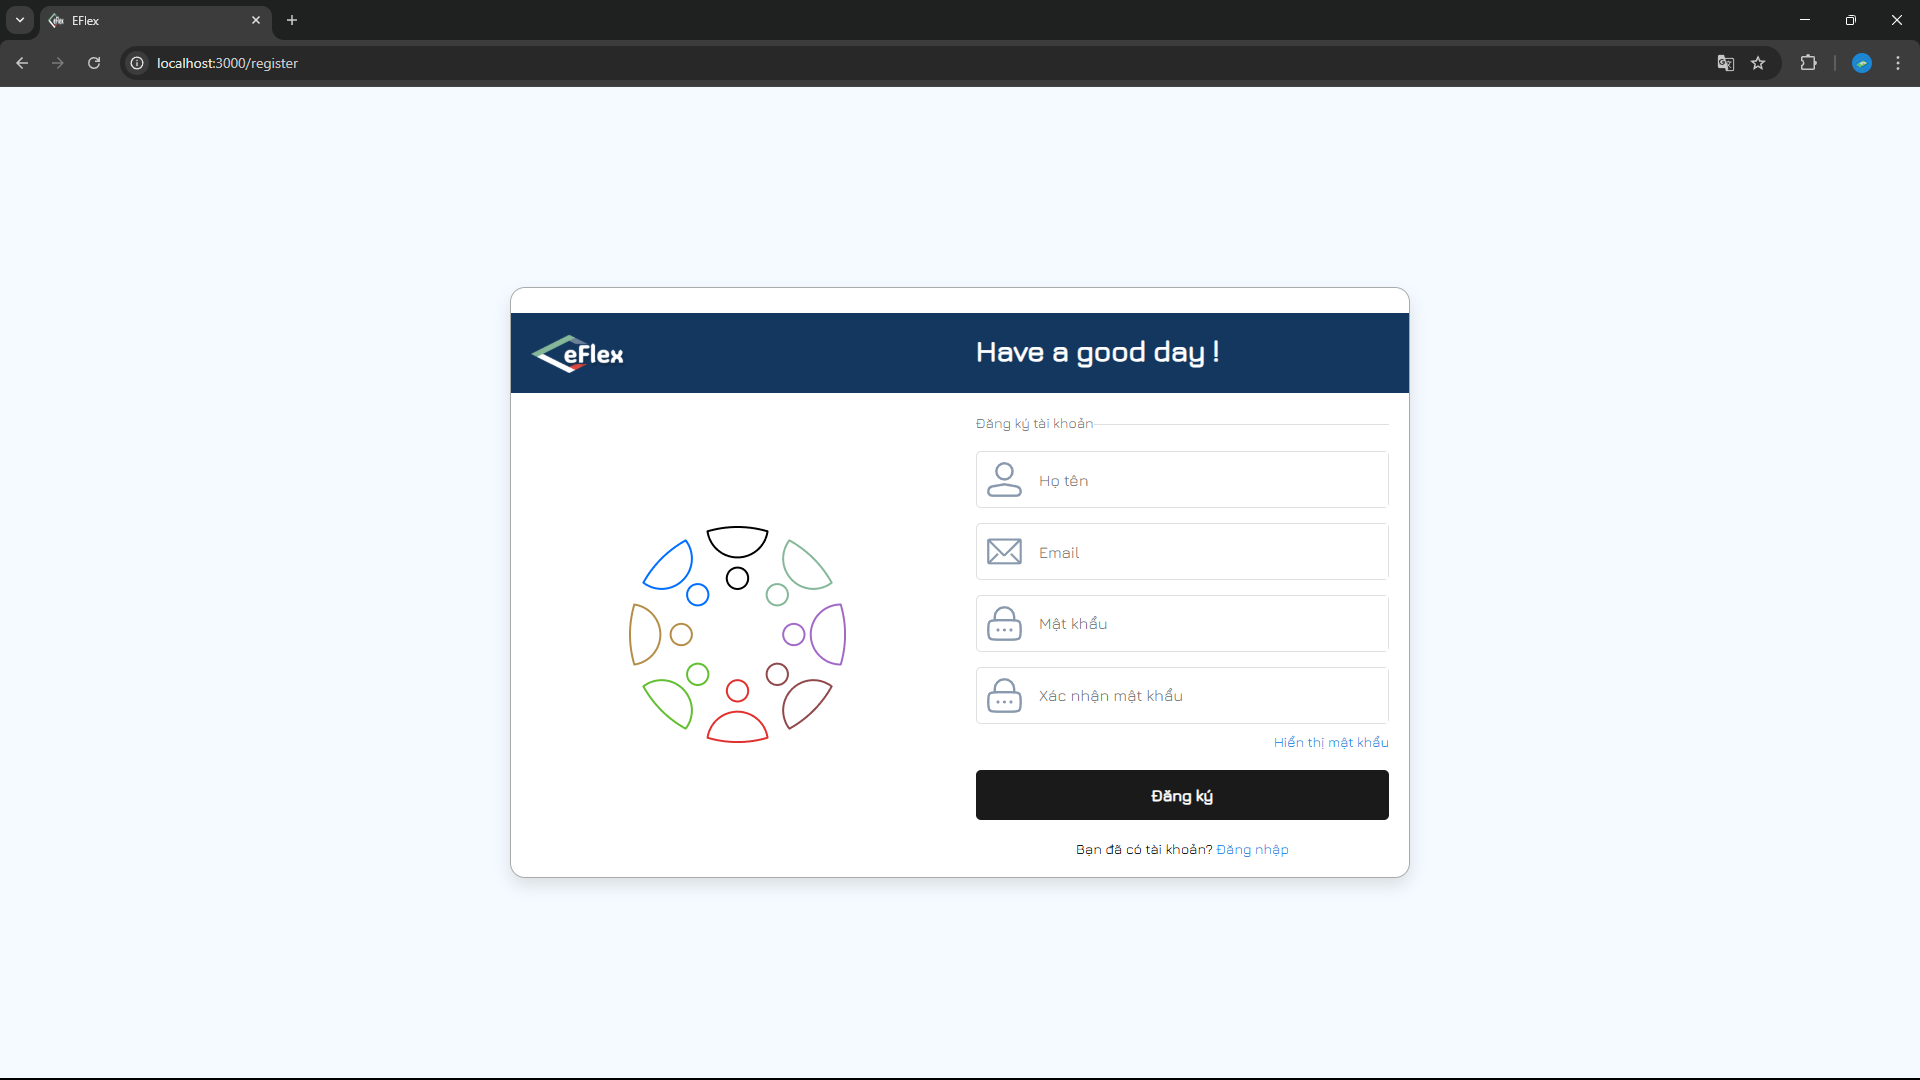 EFlex
localhost:3000/register
eFlex
Have a good day !
Đăng ký tài khoản
Họ tên
Email
Mật khẩu
Xác nhận mật khẩu
Hiển thị mật khẩu
Đăng ký
Bạn đã có tài khoản? Đăng nhập